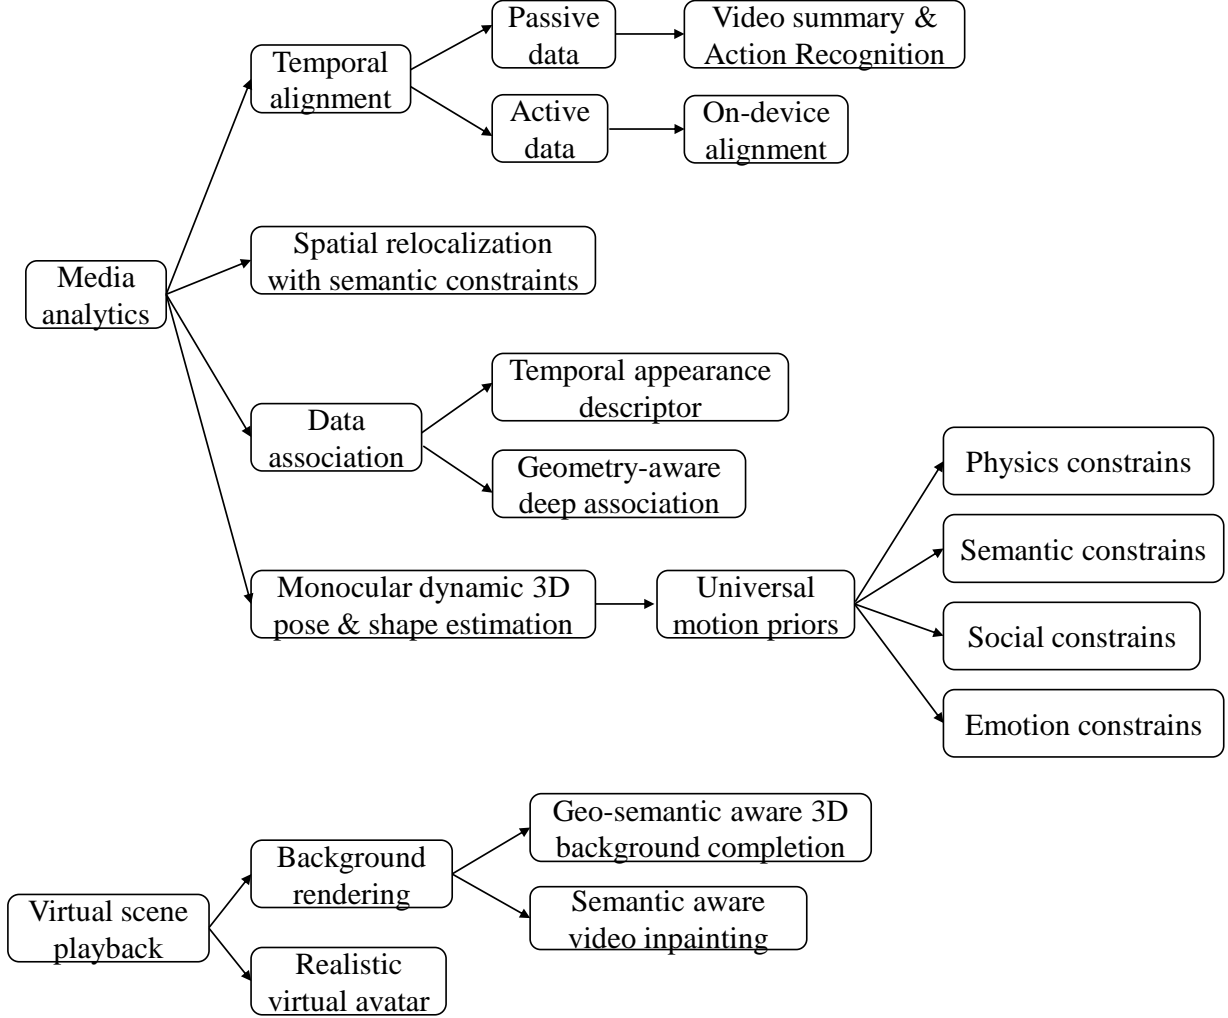 Passive
data
Video summary &
Action Recognition
Temporal
alignment
Active
data
On-device
alignment
Spatial relocalization
with semantic constraints
Media
analytics
Temporal appearance
descriptor
Data
association
Geometry-aware
deep association
Physics constrains
Semantic constrains
Monocular dynamic 3D
pose & shape estimation
Universal
motion priors
Social constrains
Emotion constrains
Geo-semantic aware 3D
background completion
Background
rendering
Semantic aware
video inpainting
Virtual scene
playback
Realistic
virtual avatar